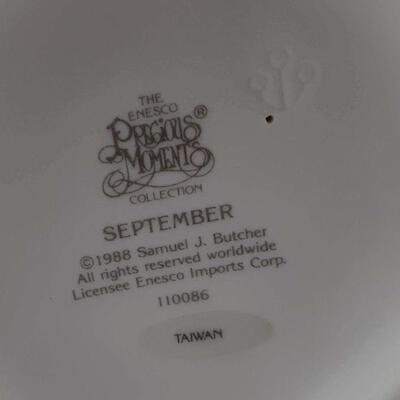 THE
ENESCO
PRECIOUS®
MOMENTS
COLLECTION
SEPTEMBER
©1988 Samuel J. Butcher
All rights reserved worldwide
Licensee Enesco Imports Corp.
110086
TAIWAN